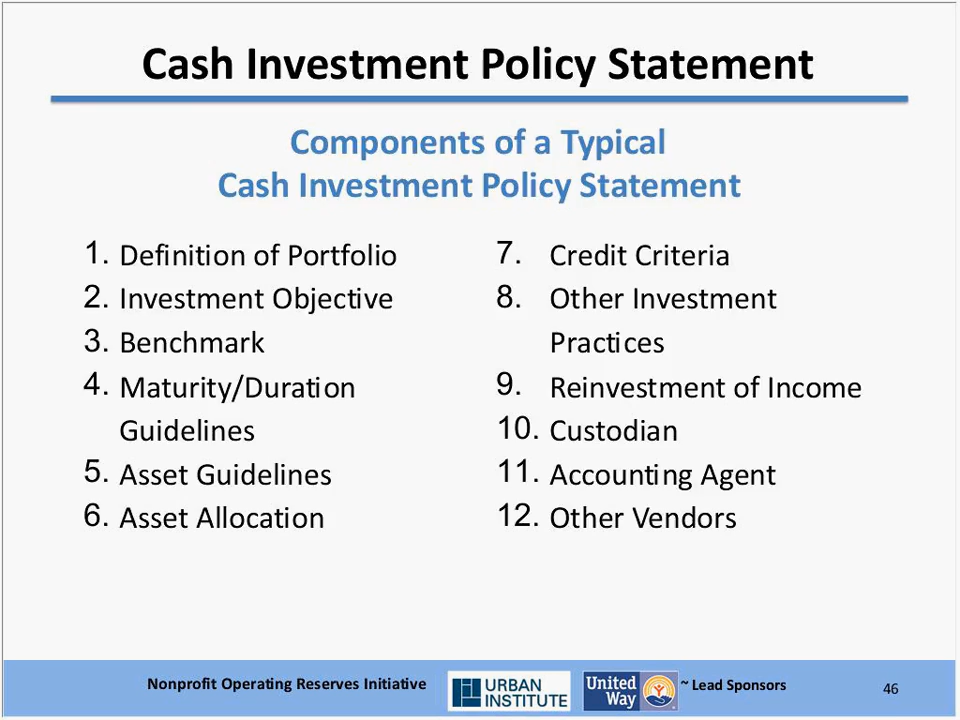 Cash Investment Policy Statement
Components of a Typical
Cash Investment Policy Statement
1. Definition of Portfolio
2. Investment Objective
3. Benchmark
4. Maturity/Duration
Guidelines
5. Asset Guidelines
6. Asset Allocation
7. Credit Criteria
8. Other Investment
Practices
9. Reinvestment of Income
10. Custodian
11. Accounting Agent
12. Other Vendors
Nonprofit Operating Reserves Initiative
URBAN
INSTITUTE
United
Way
~ Lead Sponsors
46